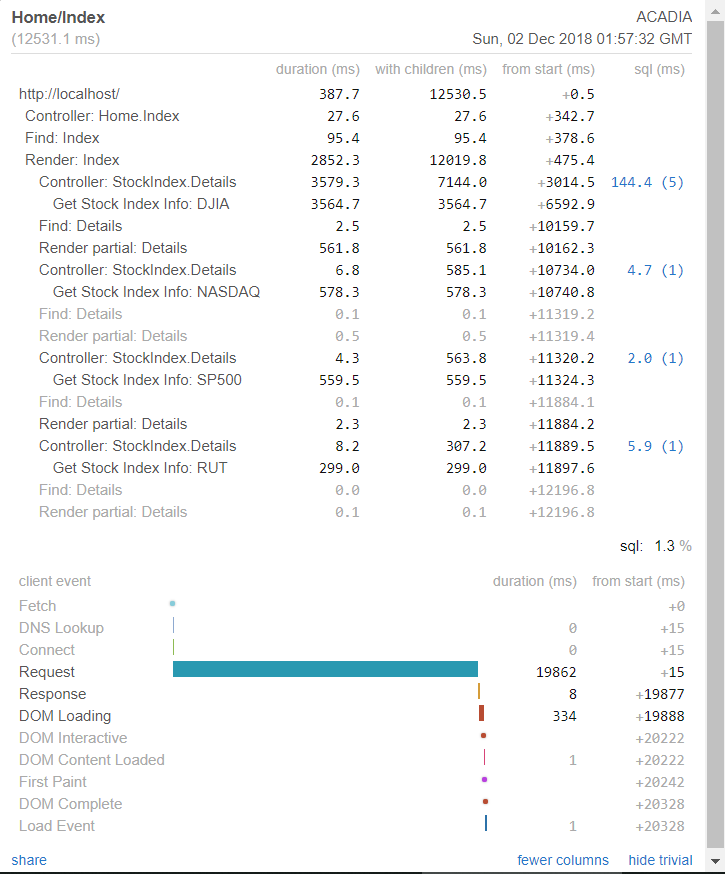 Home/Index ACADIA
(12531.1 ms) Sun, 02 Dec 2018 01:57:32 GMT
duration (ms) with children (ms) from start (ms) sql (ms)
http://localhost/ 387.7 12530.5 +0.5
Controller: Home.Index 27.6 27.6 +342.7
Find: Index 95.4 95.4 +378.6
Render: Index 2852.3 12019.8 +475.4
Controller: StockIndex.Details 3579.3 7144.0 +3014.5 144.4 (5)
Get Stock Index Info: DJIA 3564.7 3564.7 +6592.9
Find: Details 2.5 2.5 +10159.7
Render partial: Details 561.8 561.8 +10162.3
Controller: StockIndex.Details 6.8 585.1 +10734.0 4.7 (1)
Get Stock Index Info: NASDAQ 578.3 578.3 +10740.8
Find: Details 0.1 0.1 +11319.2
Render partial: Details 0.5 0.5 +11319.4
Controller: StockIndex.Details 4.3 563.8 +11320.2 2.0 (1)
Get Stock Index Info: SP500 559.5 559.5 +11324.3
Find: Details 0.1 0.1 +11884.1
Render partial: Details 2.3 2.3 +11884.2
Controller: StockIndex.Details 8.2 307.2 +11889.5 5.9 (1)
Get Stock Index Info: RUT 299.0 299.0 +11897.6
Find: Details 0.0 0.0 +12196.8
Render partial: Details 0.1 0.1 +12196.8
sql: 1.3 %
client event duration (ms) from start (ms)
Fetch +0
DNS Lookup 0 +15
Connect 0 +15
Request 19862 +15
Response 8 +19877
DOM Loading 334 +19888
DOM Interactive +20222
DOM Content Loaded 1 +20222
First Paint +20242
DOM Complete +20328
Load Event 1 +20328
share fewer columns hide trivial